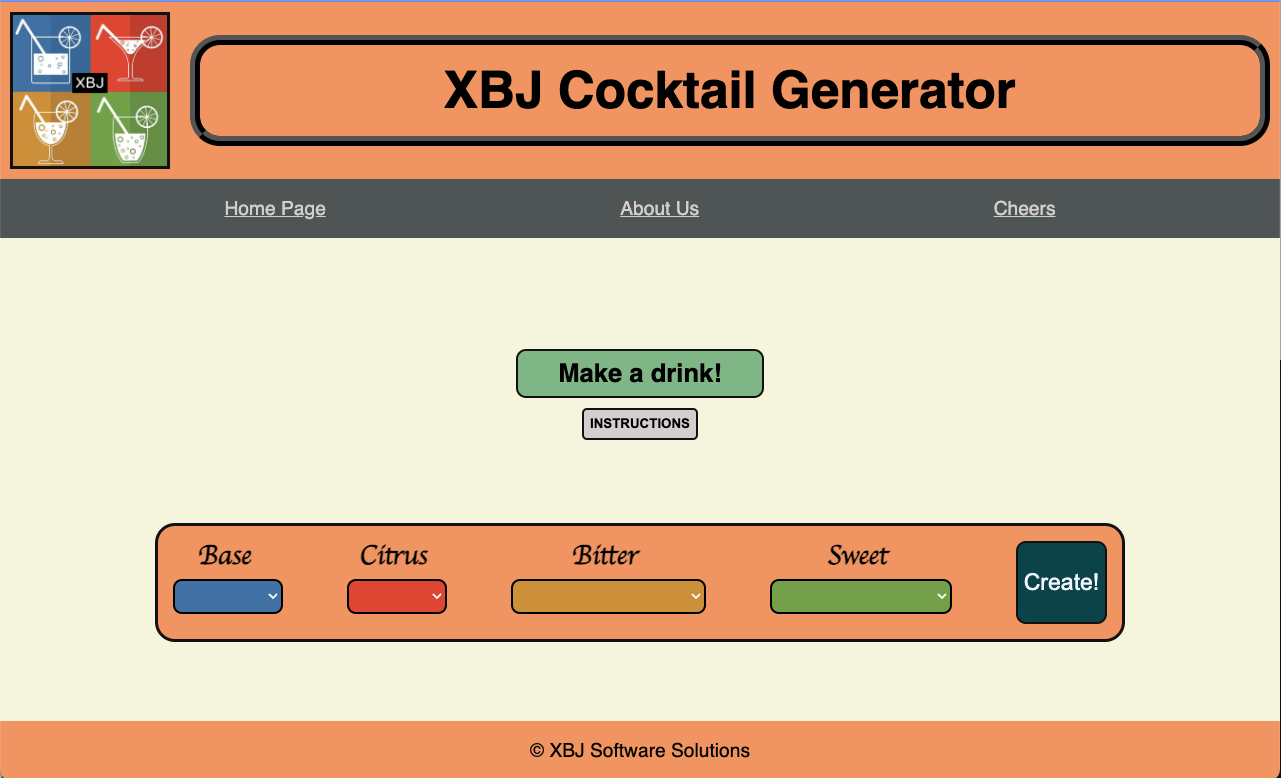 XBJ
XBJ Cocktail Generator
Home Page About Us Cheers
Make a drink!
INSTRUCTIONS
Base Citrus Bitter Sweet
Create!
© XBJ Software Solutions